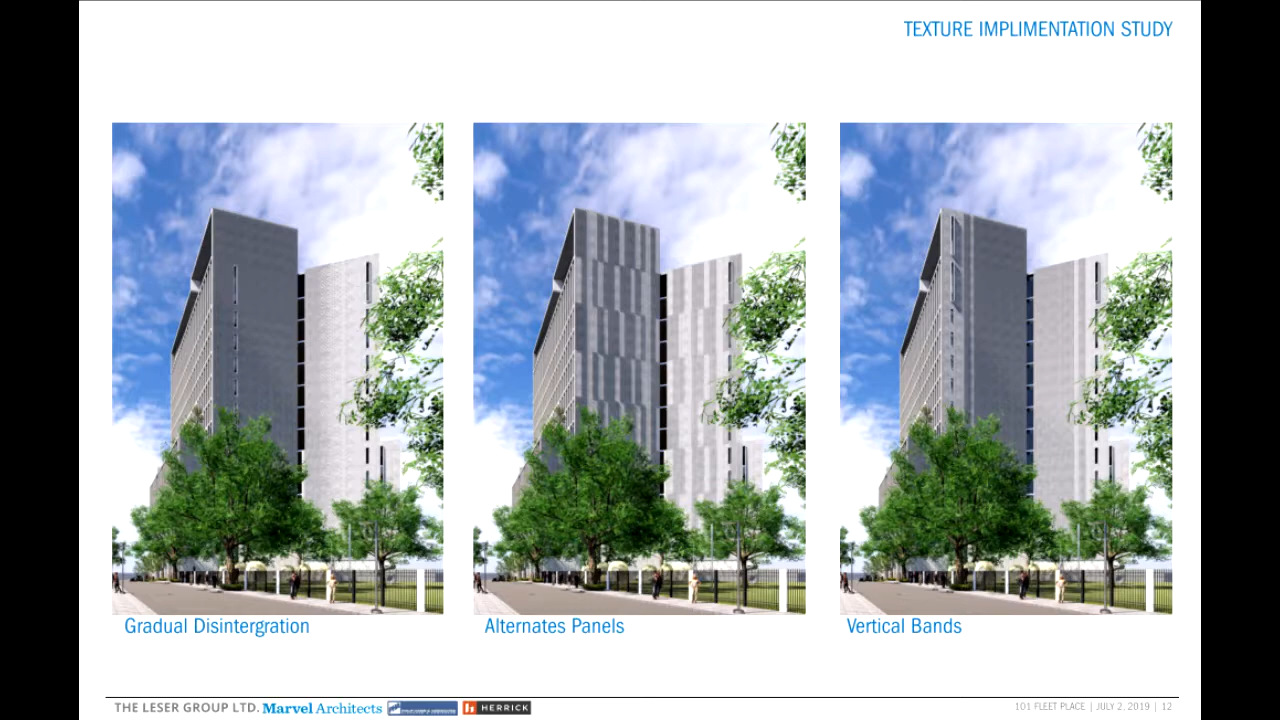 TEXTURE IMPLIMENTATION STUDY
Gradual Disintergration
Alternates Panels
Vertical Bands
THE LESER GROUP LTD. Marvel Architects HERRICK
101 FLEET PLACE | JULY 2, 2019 | 12